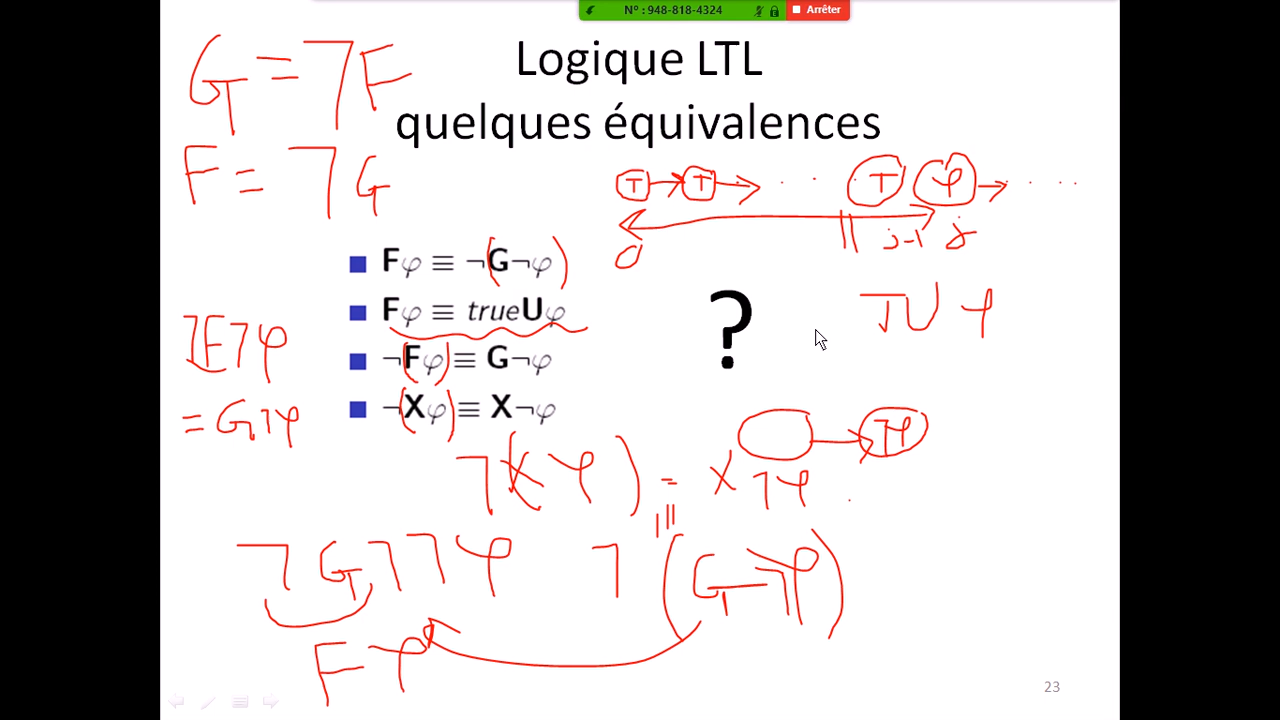 N° : 948-818-4324 Arrêter
Logique LTL
quelques équivalences
G = ¬F
F = ¬G
T T T φ
0 j-1 j
Fφ ≡ ¬(G¬φ)
Fφ ≡ trueUφ
¬(Fφ) ≡ G¬φ
¬(Xφ) ≡ X¬φ
?
TUφ
¬F¬φ
= G¬φ
¬φ
¬(Xφ) = X¬φ
¬G¬¬φ ¬(G¬φ)
Fφ
23